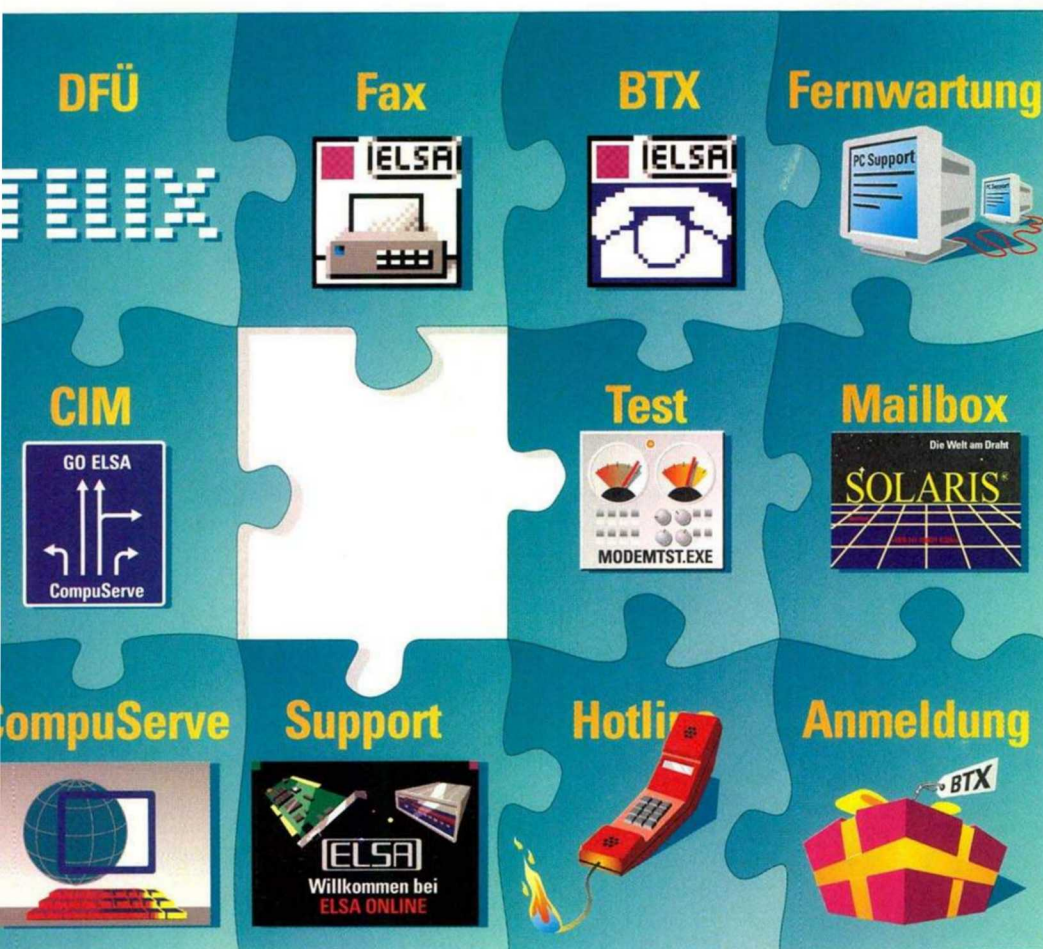 DFÜ
Fax
BTX
Fernwartung
TELIX
ELSA
ELSA
PC Support
CIM
Test
Mailbox
GO ELSA
CompuServe
MODEMTST.EXE
Die Welt am Draht
SOLARIS®
CompuServe
Support
Hotline
Anmeldung
ELSA
Willkommen bei
ELSA ONLINE
BTX